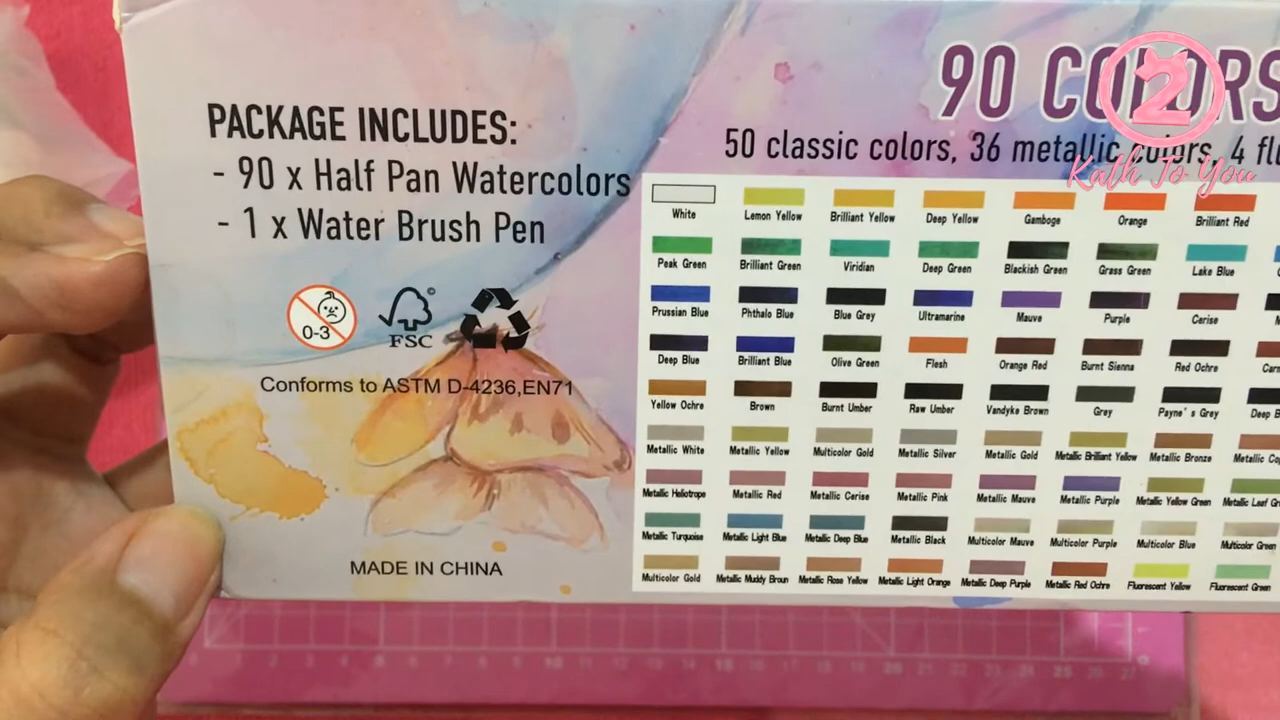 PACKAGE INCLUDES:
- 90 x Half Pan Watercolors
- 1 x Water Brush Pen
0-3
FSC
Conforms to ASTM D-4236,EN71
MADE IN CHINA
90 COLORS
50 classic colors, 36 metallic colors, 4
2
Kath To You
White Lemon Yellow Brilliant Yellow Deep Yellow Gamboge Orange Brilliant Red
Peak Green Brilliant Green Viridian Deep Green Blackish Green Grass Green Lake Blue
Prussian Blue Phthalo Blue Blue Grey Ultramarine Mauve Purple Cerise
Deep Blue Brilliant Blue Olive Green Flesh Orange Red Burnt Sienna Red Ochre
Yellow Ochre Brown Burnt Umber Raw Umber Vandyke Brown Grey Payne's Grey Deep
Metallic White Metallic Yellow Multicolor Gold Metallic Silver Metallic Gold Metallic Brilliant Yellow Metallic Bronze Metallic
Metallic Heliotrope Metallic Red Metallic Cerise Metallic Pink Metallic Mauve Metallic Purple Metallic Yellow Green Metallic Leaf
Metallic Turquoise Metallic Light Blue Metallic Deep Blue Metallic Black Multicolor Mauve Multicolor Purple Multicolor Blue Multicolor Green
Multicolor Gold Metallic Muddy Broun Metallic Rose Yellow Metallic Light Orange Metallic Deep Purple Metallic Red Ochre Fluorescent Yellow Fluorescent Green